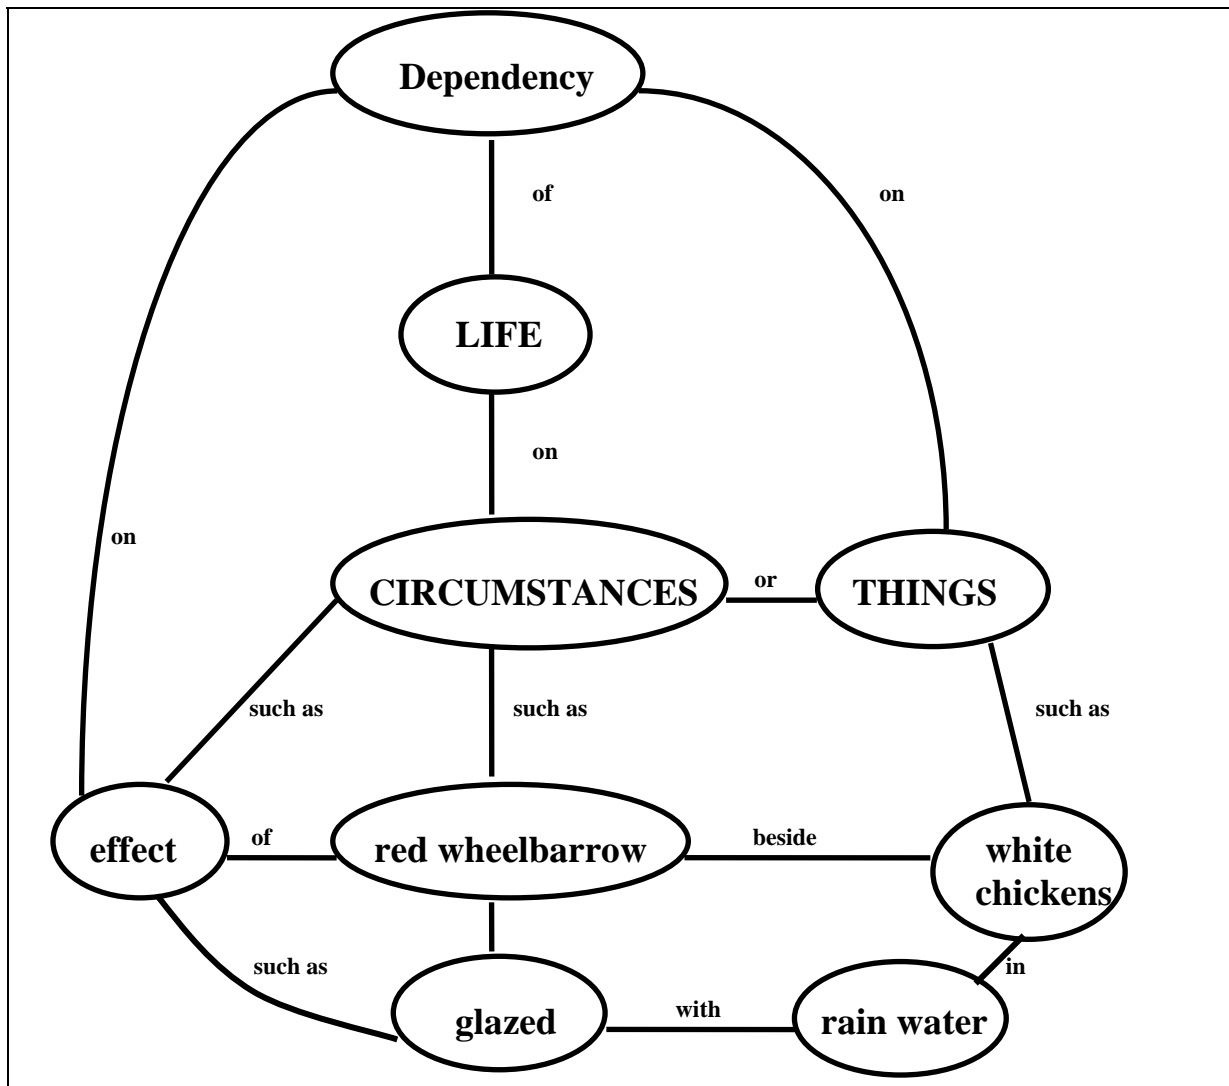 Dependency
of
on
LIFE
on
on
CIRCUMSTANCES
or
THINGS
such as
such as
such as
effect
of
red wheelbarrow
beside
white
chickens
such as
glazed
with
rain water
in